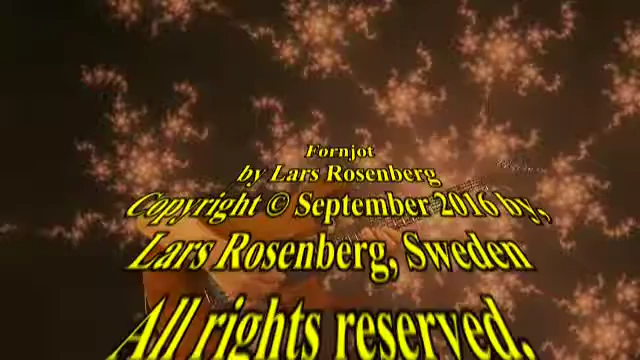 Fornjot
by Lars Rosenberg
Copyright © September 2016 by,
Lars Rosenberg, Sweden
All rights reserved.